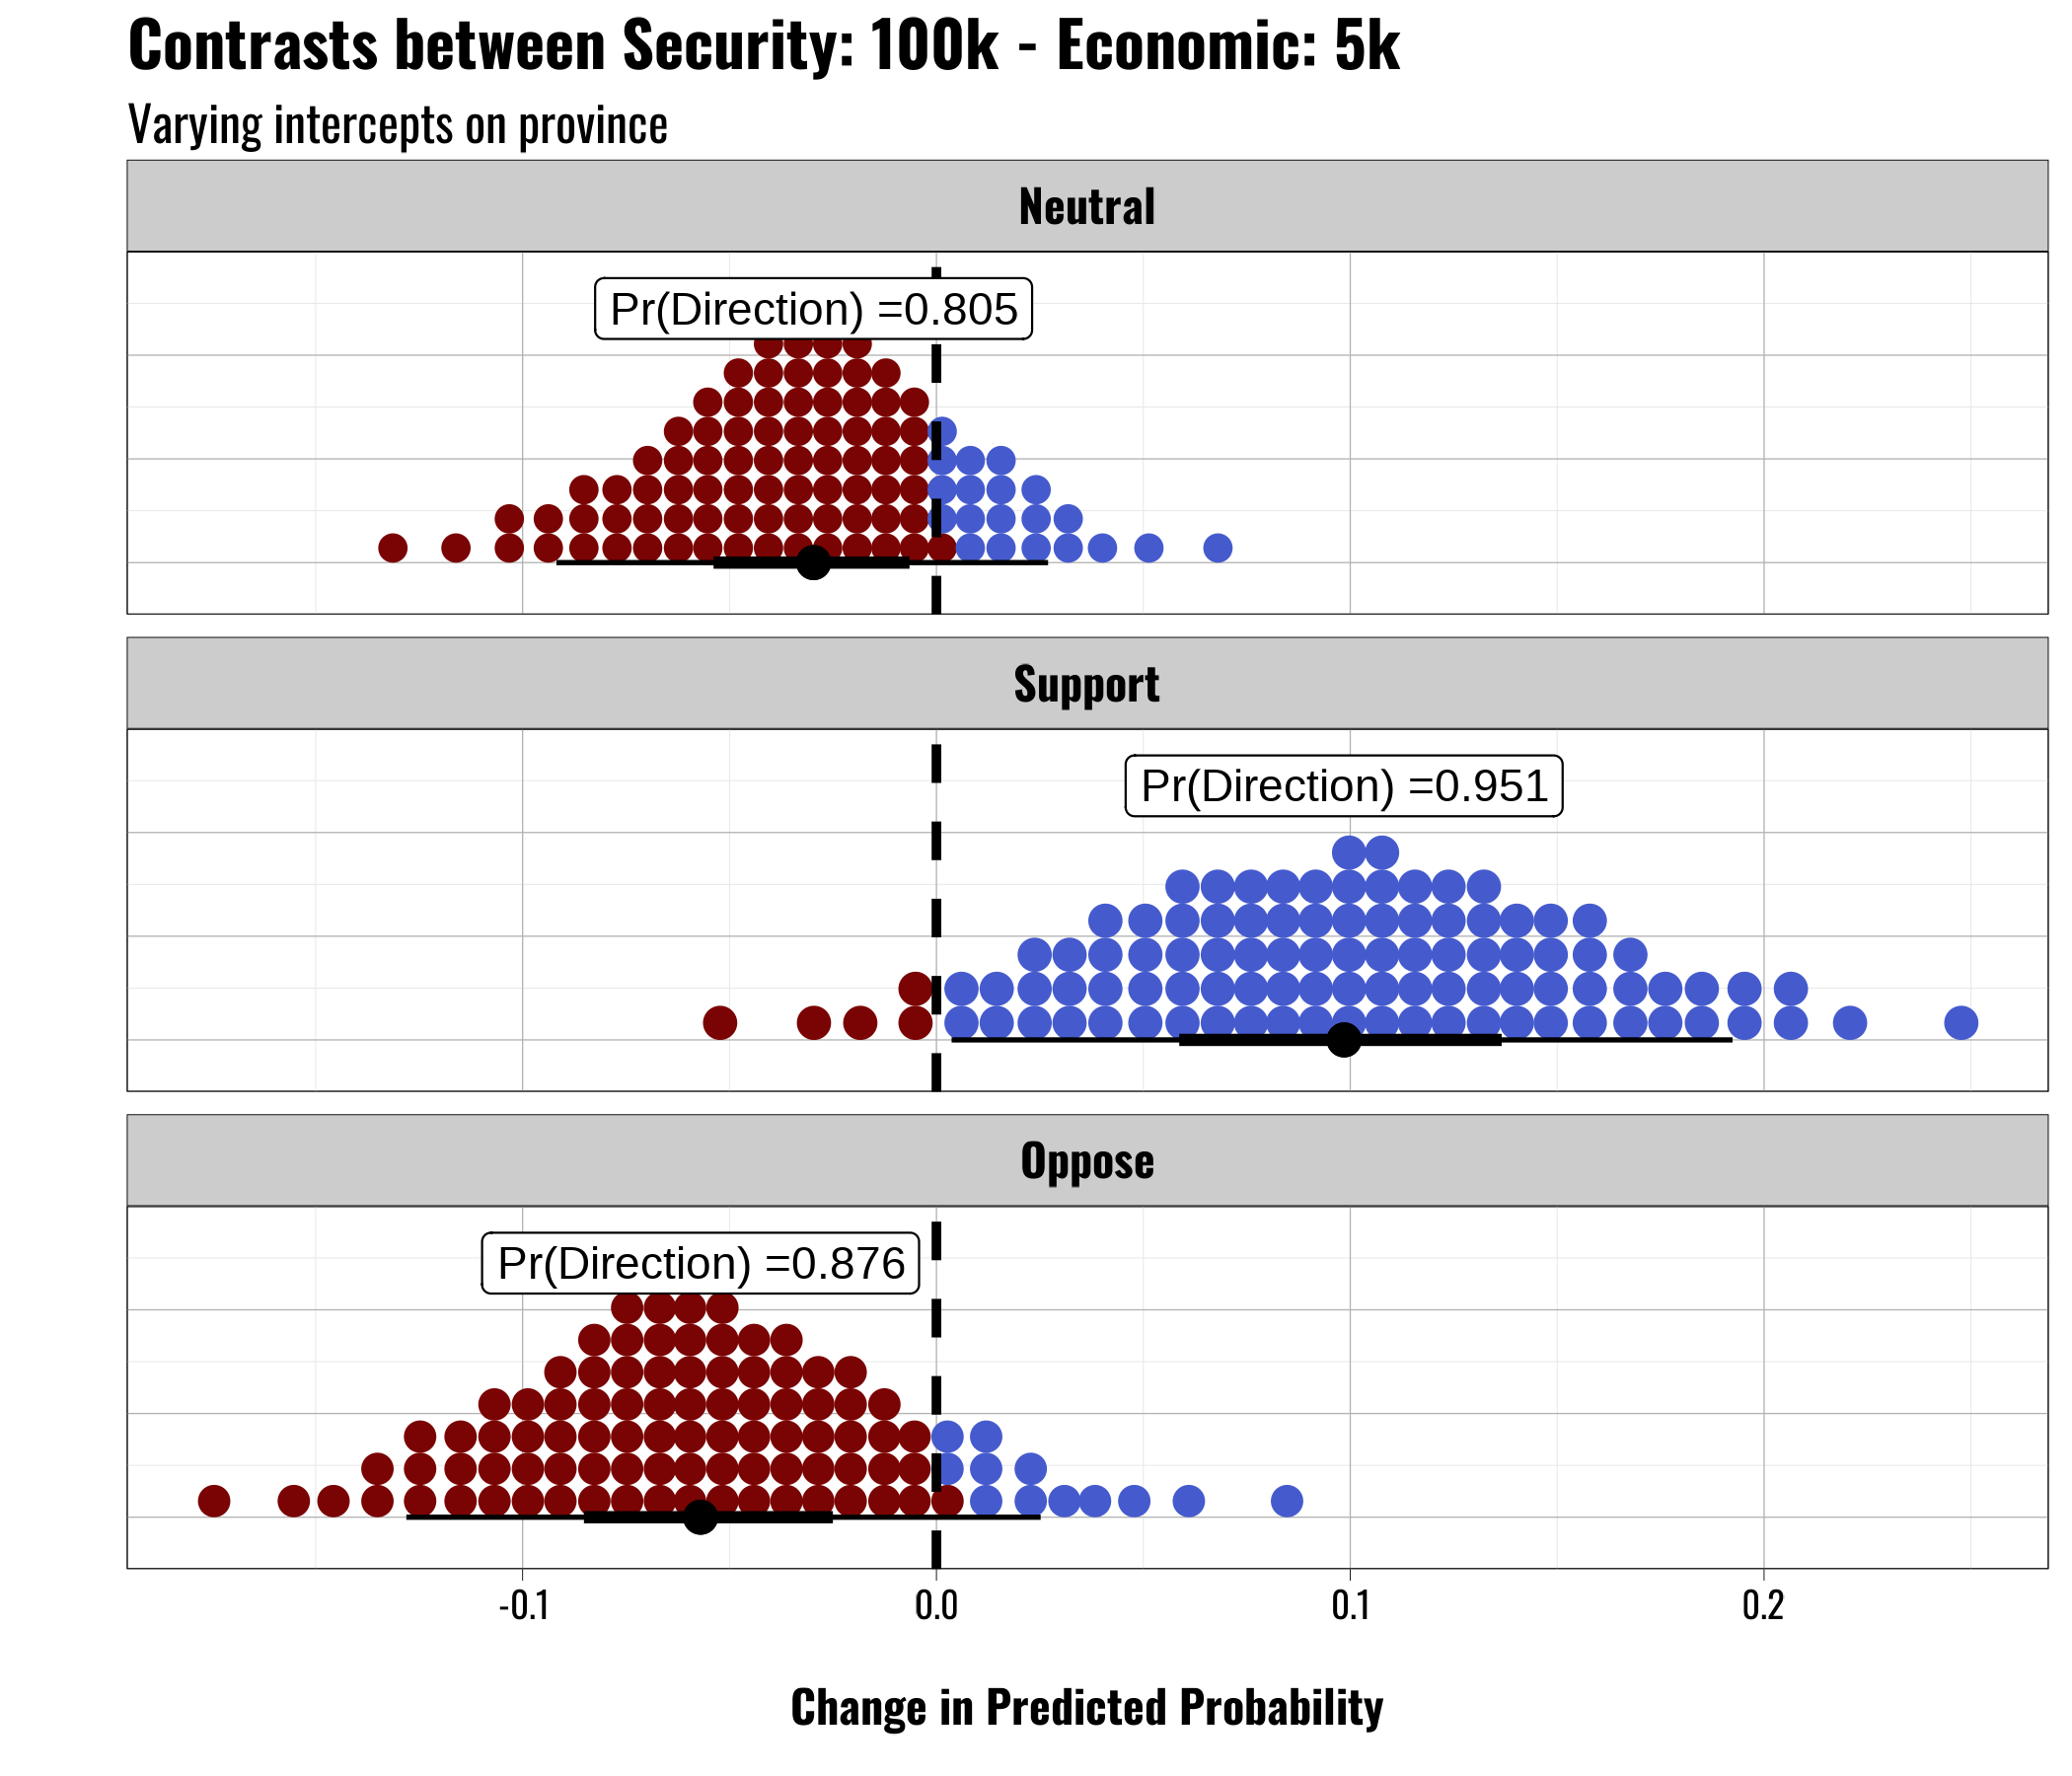 Contrasts between Security: 100k - Economic: 5k
Varying intercepts on province
Neutral
Pr(Direction) =0.805
Support
Pr(Direction) =0.951
Oppose
Pr(Direction) =0.876
-0.1 0.0 0.1 0.2
Change in Predicted Probability